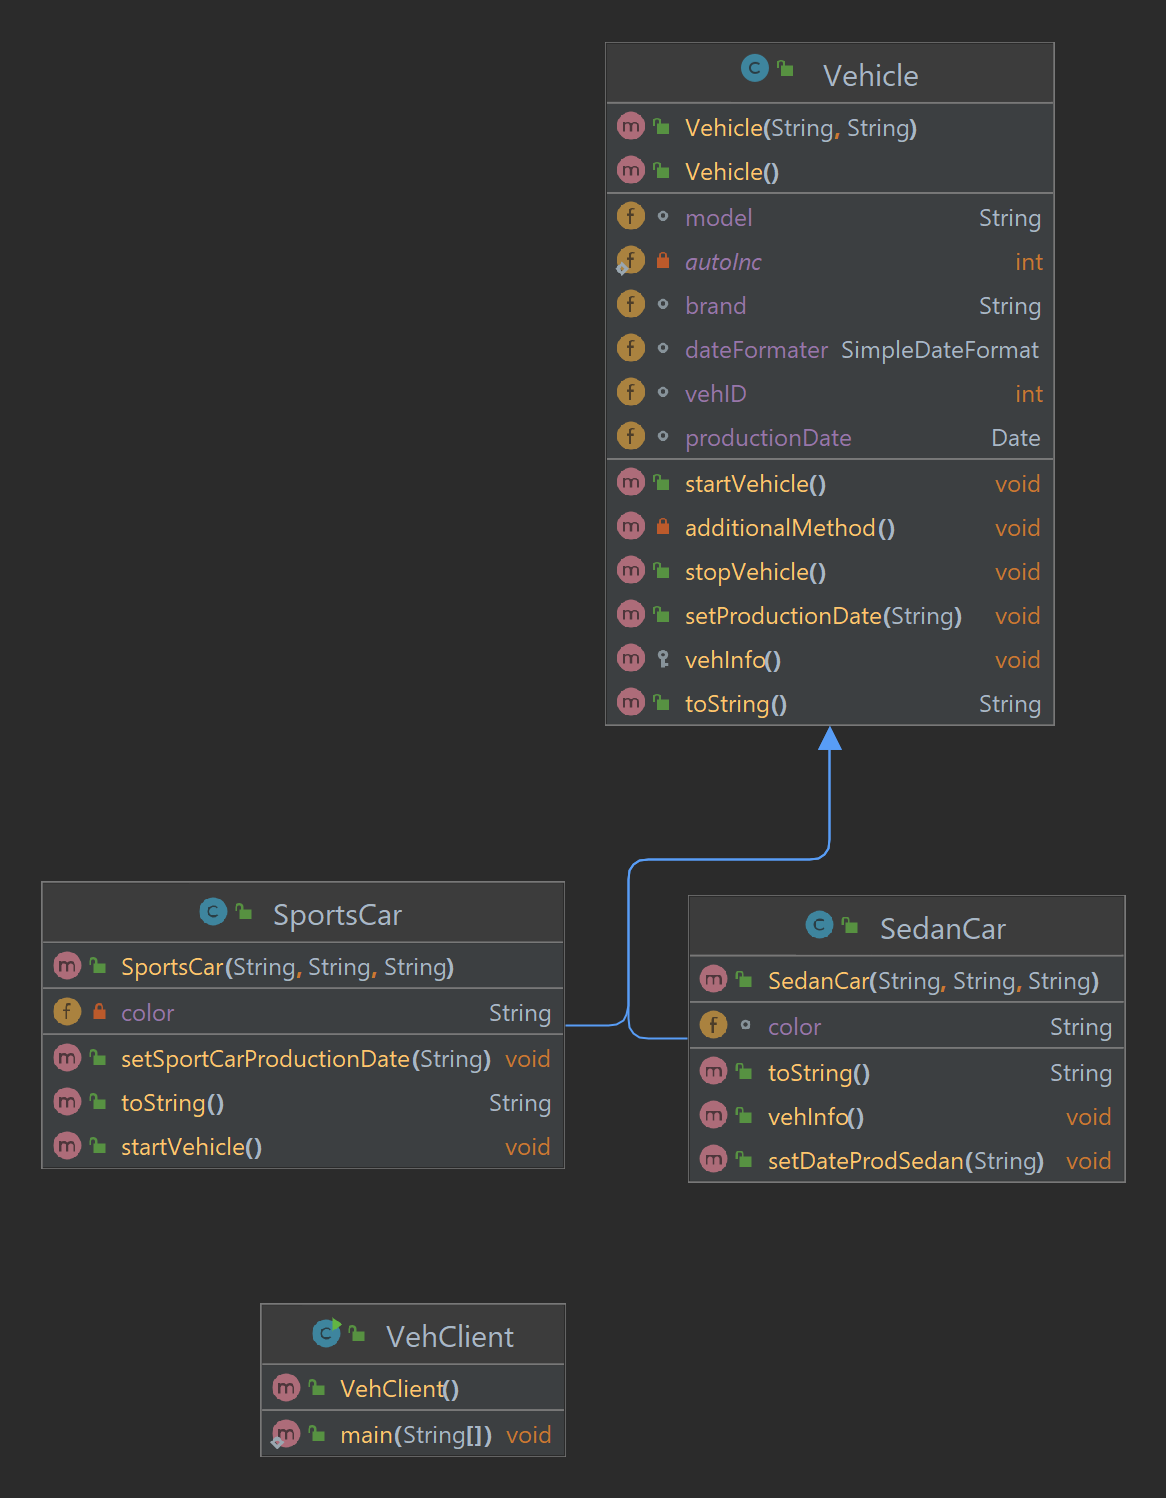 Vehicle
Vehicle(String, String)
Vehicle()
model String
autoInc int
brand String
dateFormater SimpleDateFormat
vehID int
productionDate Date
startVehicle() void
additionalMethod() void
stopVehicle() void
setProductionDate(String) void
vehInfo() void
toString() String
SportsCar
SportsCar(String, String, String)
color String
setSportCarProductionDate(String) void
toString() String
startVehicle() void
SedanCar
SedanCar(String, String, String)
color String
toString() String
vehInfo() void
setDateProdSedan(String) void
VehClient
VehClient()
main(String[]) void